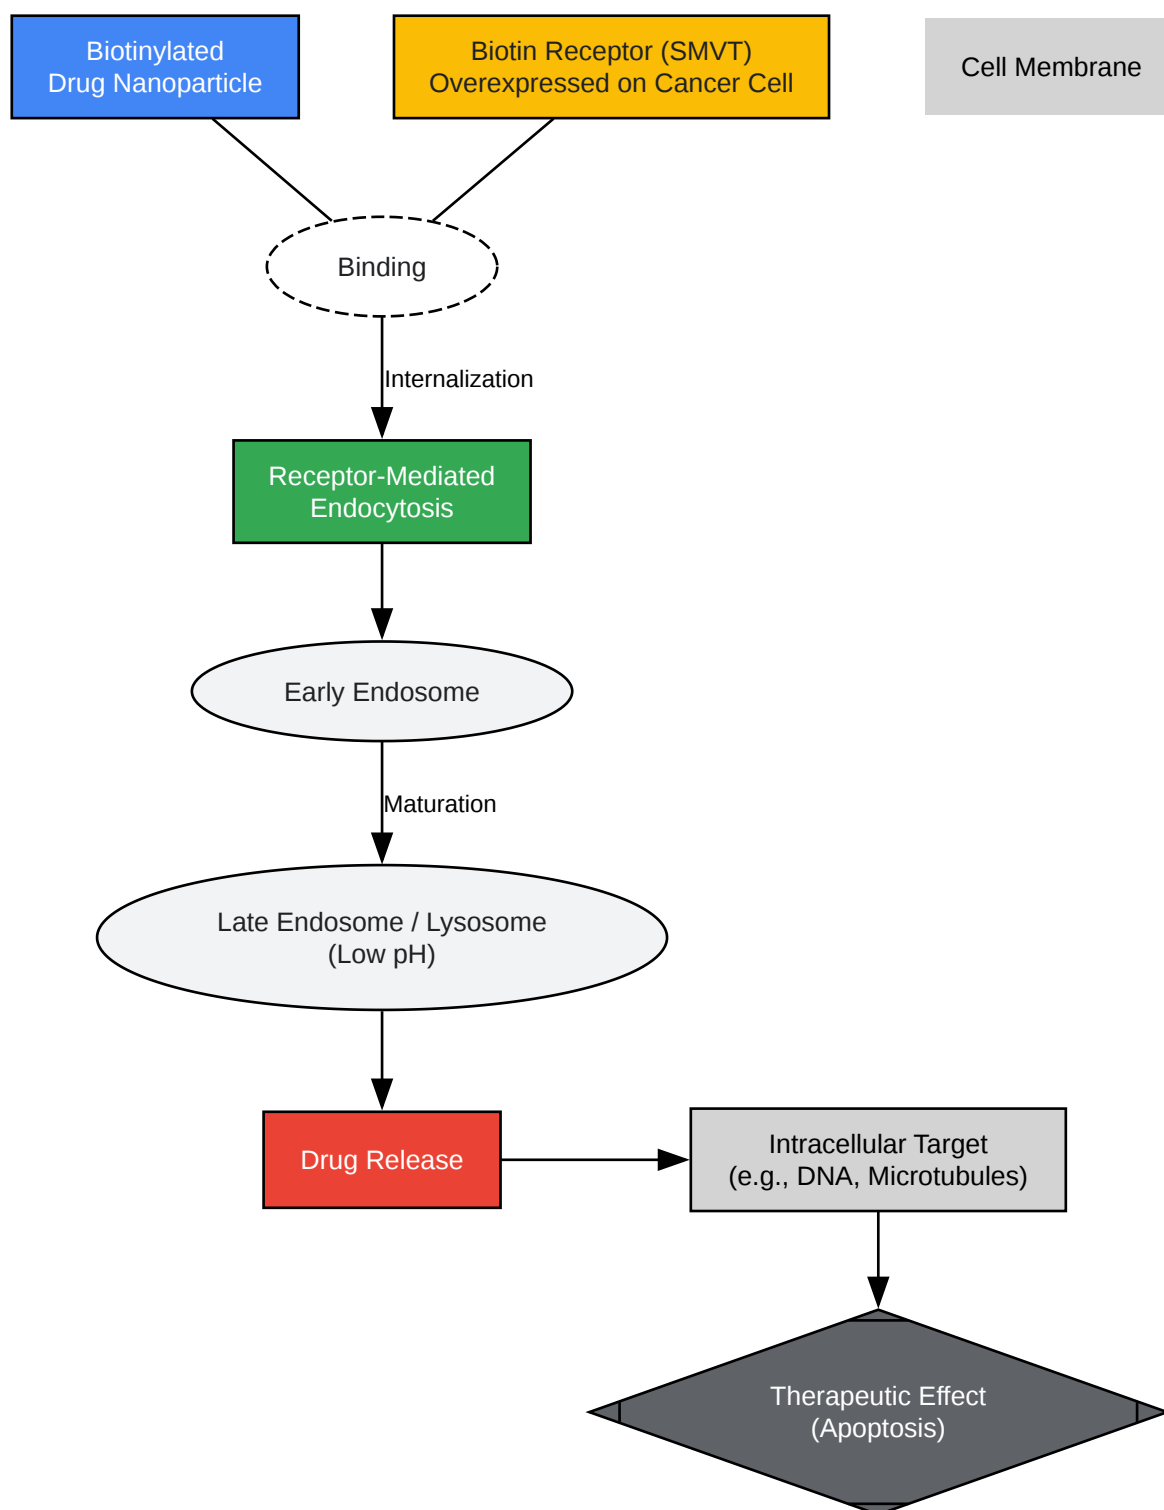 Biotinylated
Drug Nanoparticle
Biotin Receptor (SMVT)
Overexpressed on Cancer Cell
Cell Membrane
Binding
Internalization
Receptor-Mediated
Endocytosis
Early Endosome
Maturation
Late Endosome / Lysosome
(Low pH)
Drug Release
Intracellular Target
(e.g., DNA, Microtubules)
Therapeutic Effect
(Apoptosis)